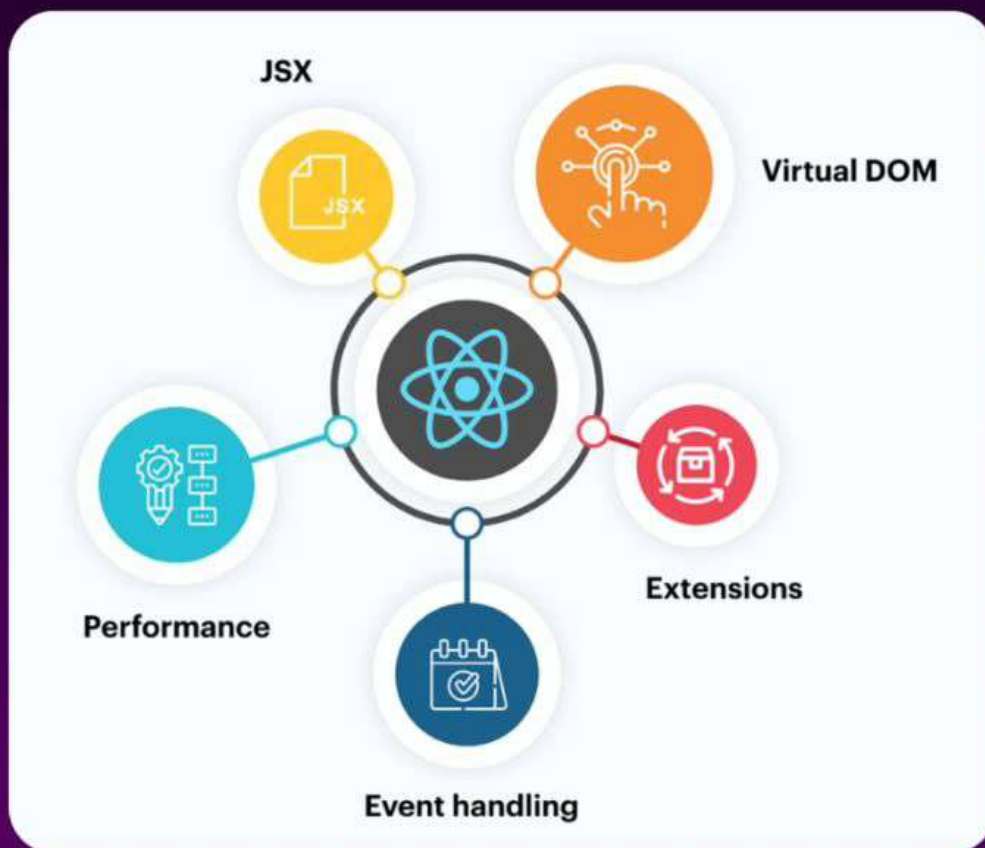 JSX
JSX
Virtual DOM
Extensions
Performance
Event handling